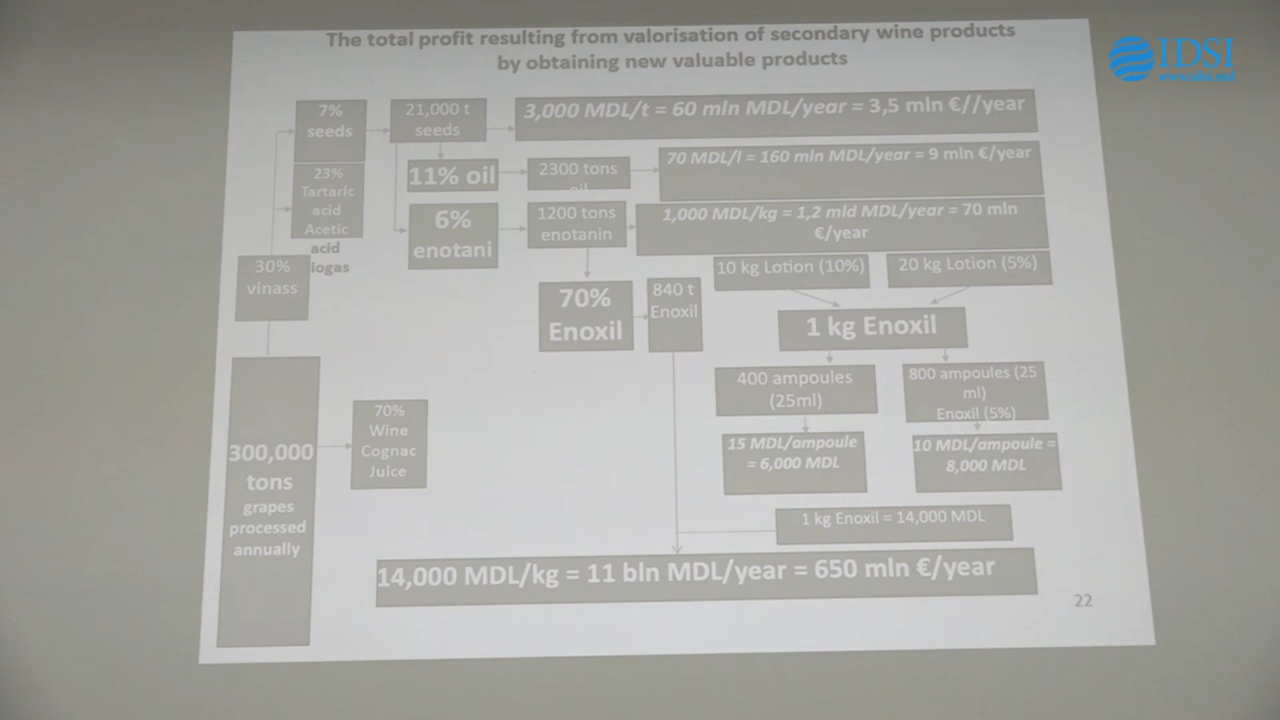 The total profit resulting from valorisation of secondary wine products
by obtaining new valuable products
IDSI
www.idsi.md
7%
seeds
21,000 t
seeds
3,000 MDL/t = 60 mln MDL/year = 3,5 mln €//year
23%
Tartaric
acid
Acetic
acid
iogas
11% oil
2300 tons
oil
70 MDL/l = 160 mln MDL/year = 9 mln €/year
6%
enotani
1200 tons
enotanin
1,000 MDL/kg = 1,2 mld MDL/year = 70 mln
€/year
30%
vinass
70%
Enoxil
840 t
Enoxil
10 kg Lotion (10%)
20 kg Lotion (5%)
1 kg Enoxil
400 ampoules
(25ml)
800 ampoules (25
ml)
Enoxil (5%)
15 MDL/ampoule
= 6,000 MDL
10 MDL/ampoule =
8,000 MDL
300,000
tons
grapes
processed
annually
70%
Wine
Cognac
Juice
1 kg Enoxil = 14,000 MDL
14,000 MDL/kg = 11 bln MDL/year = 650 mln €/year
22